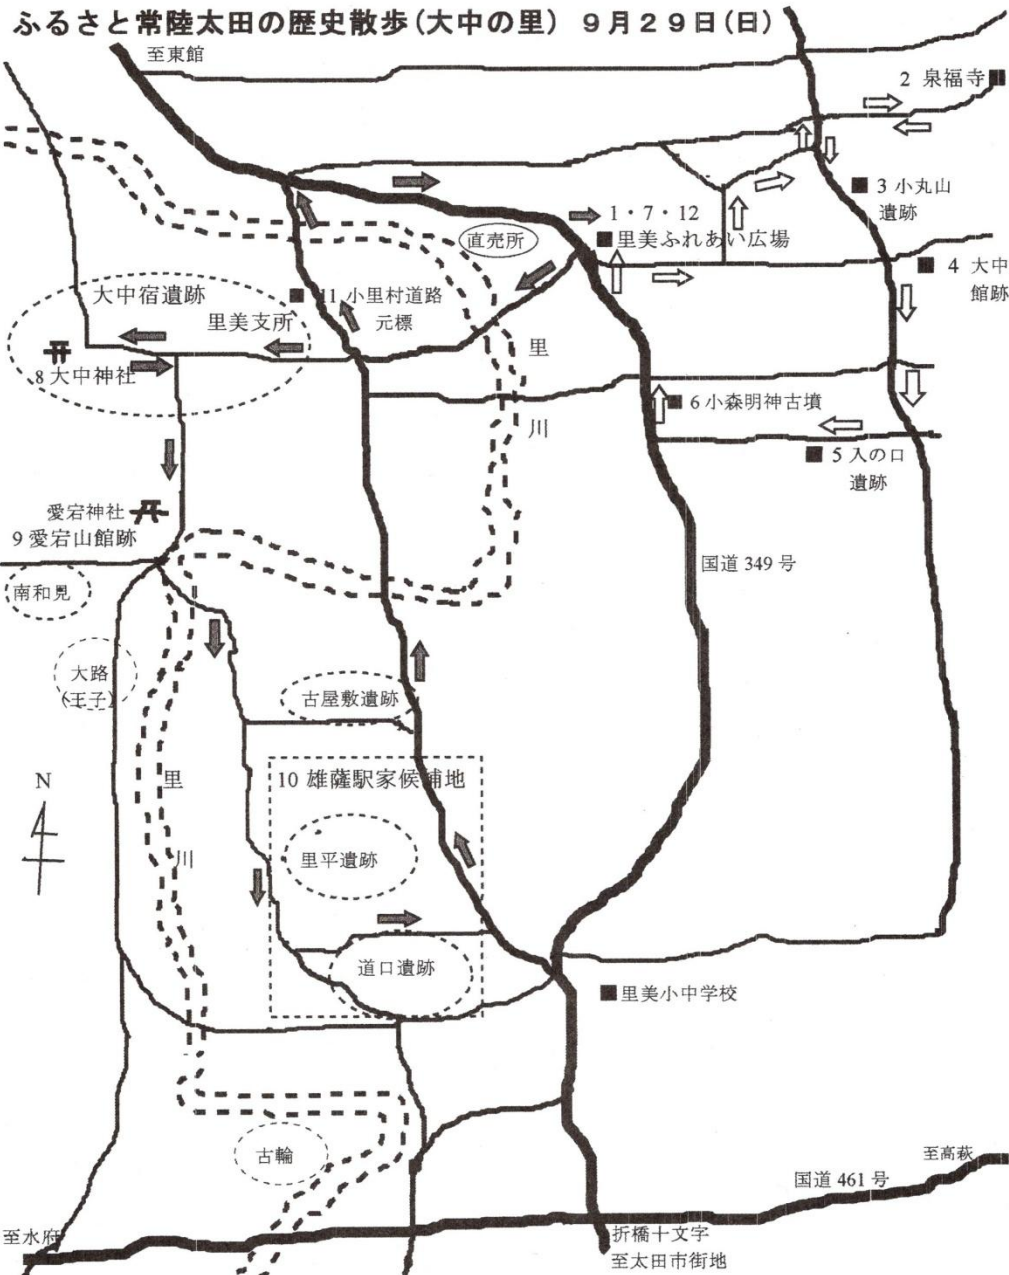 ふるさと常陸太田の歴史散歩(大中の里) 9月29日(日)
至東館
2 泉福寺
3 小丸山
遺跡
1・7・12
里美ふれあい広場
直売所
4 大中
館跡
大中宿遺跡
里美支所
11 小里村道路
元標
8 大中神社
里
川
6 小森明神古墳
5 入の口
遺跡
愛宕神社
9 愛宕山館跡
国道 349 号
南和見
大路
(王子)
古屋敷遺跡
N
里
川
10 雄薩駅家候補地
里平遺跡
道口遺跡
里美小中学校
古輪
至高萩
国道 461 号
至水府
折橋十文字
至太田市街地